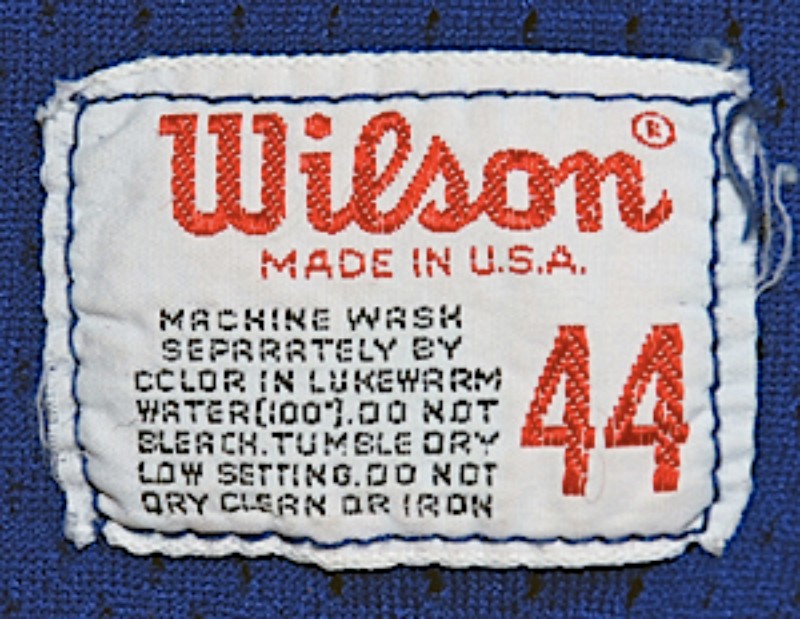 Wilson®
MADE IN U.S.A.
MACHINE WASH
SEPARATELY BY
COLOR IN LUKEWARM
WATER(100°).DO NOT
BLEACH.TUMBLE DRY
LOW SETTING.DO NOT
DRY CLEAN OR IRON
44